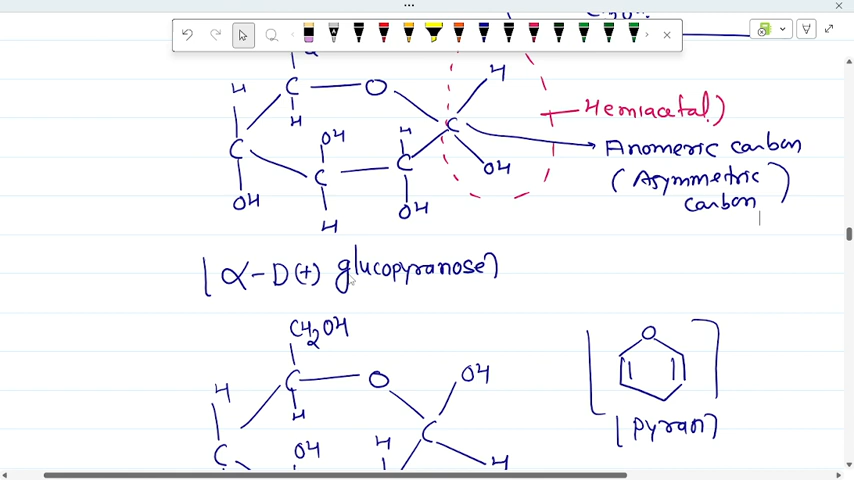 H
C
O
H
C
H
OH
H
C
Hemiacetal)
C
C
OH
Anomeric carbon
OH
H
OH
(Asymmetric carbon)
[α-D(+) glucopyranose)
CH2OH
H
C
O
OH
H
O
C
OH
H
C
H
[Pyran)